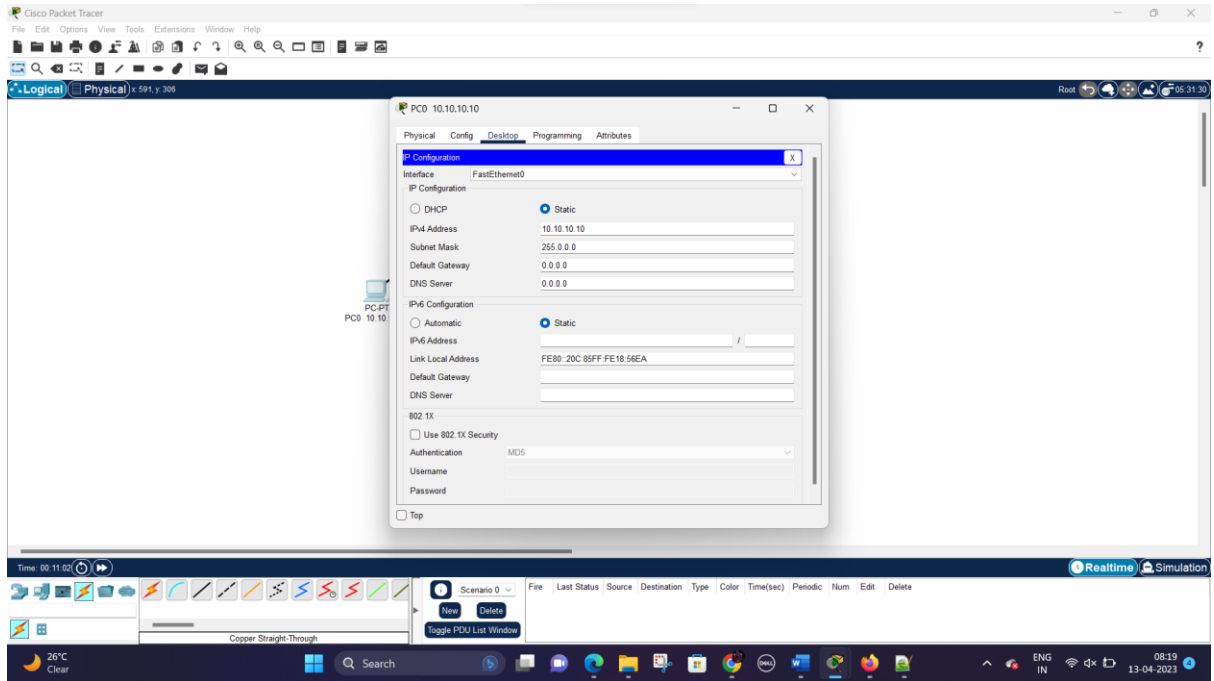 Cisco Packet Tracer
File Edit Options View Tools Extensions Window Help
?
Logical Physical x: 591, y: 306 Root 05:31:30
PC0 10.10.10.10
Physical Config Desktop Programming Attributes
IP Configuration X
Interface FastEthernet0
IP Configuration
DHCP Static
IPv4 Address 10.10.10.10
Subnet Mask 255.0.0.0
Default Gateway 0.0.0.0
DNS Server 0.0.0.0
IPv6 Configuration
Automatic Static
IPv6 Address /
Link Local Address FE80::20C:85FF:FE18:56EA
Default Gateway
DNS Server
802.1X
Use 802.1X Security
Authentication MD5
Username
Password
Top
PC-PT
PC0 10.10.
Time: 00:11:02 Realtime Simulation
Scenario 0 Fire Last Status Source Destination Type Color Time(sec) Periodic Num Edit Delete
New Delete
Toggle PDU List Window
Copper Straight-Through
26°C
Clear
Search
DELL
ENG
IN
08:19
13-04-2023